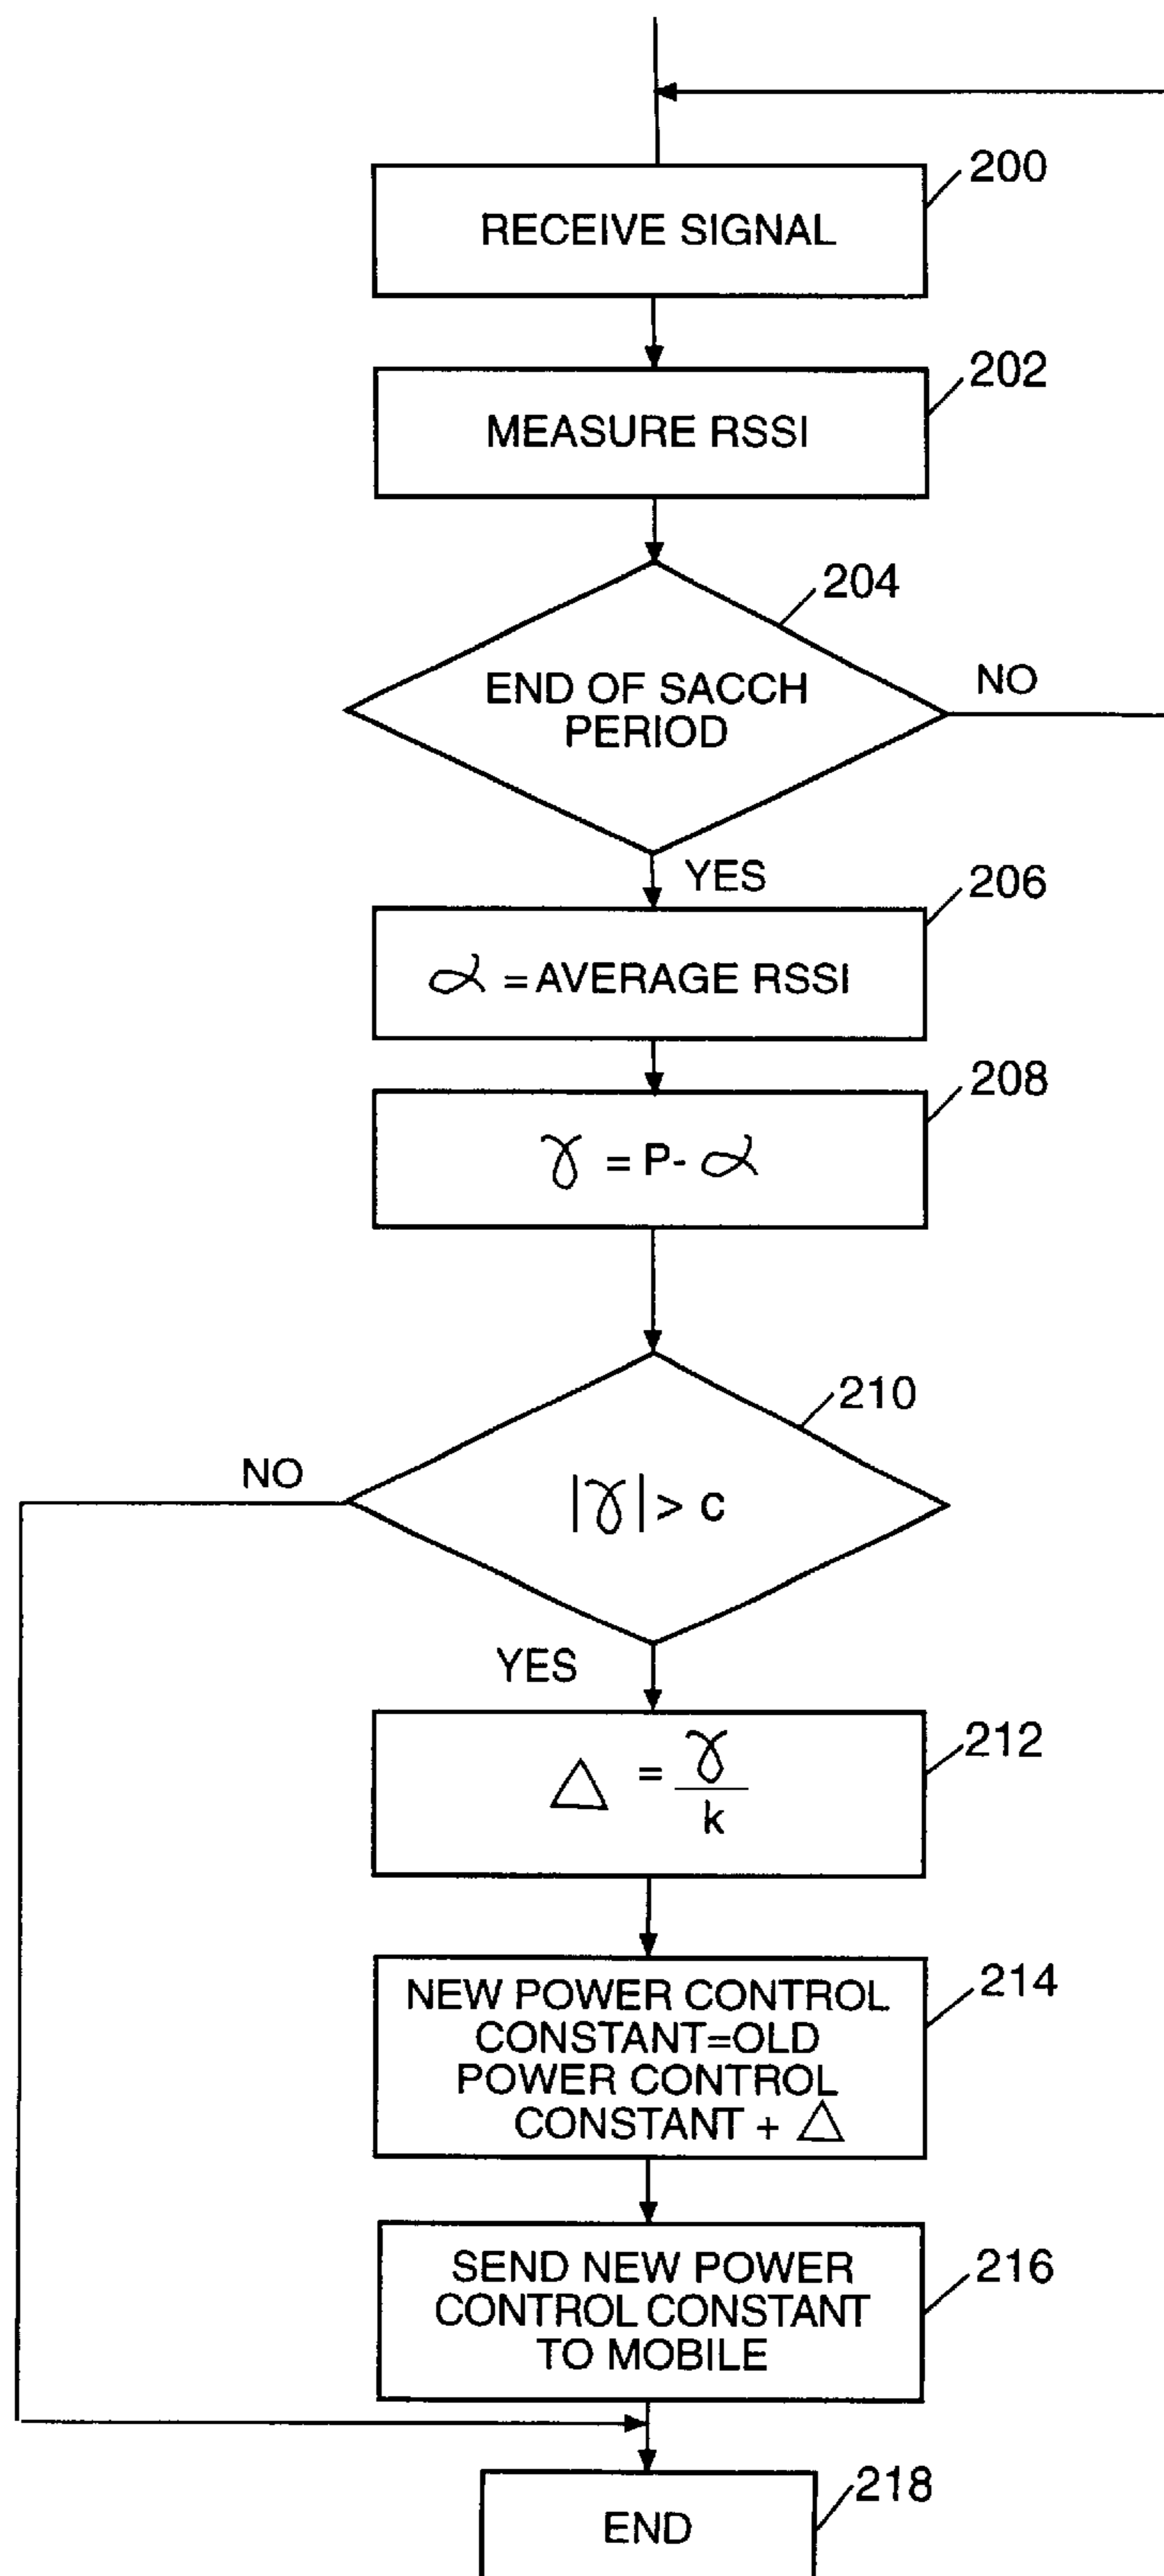 200
RECEIVE SIGNAL
202
MEASURE RSSI
204
END OF SACCH
PERIOD
NO
YES
206
α = AVERAGE RSSI
208
γ = P- α
210
NO
|γ| > c
YES
212
△ = γ
k
214
NEW POWER CONTROL
CONSTANT=OLD
POWER CONTROL
CONSTANT + △
216
SEND NEW POWER
CONTROL CONSTANT
TO MOBILE
218
END